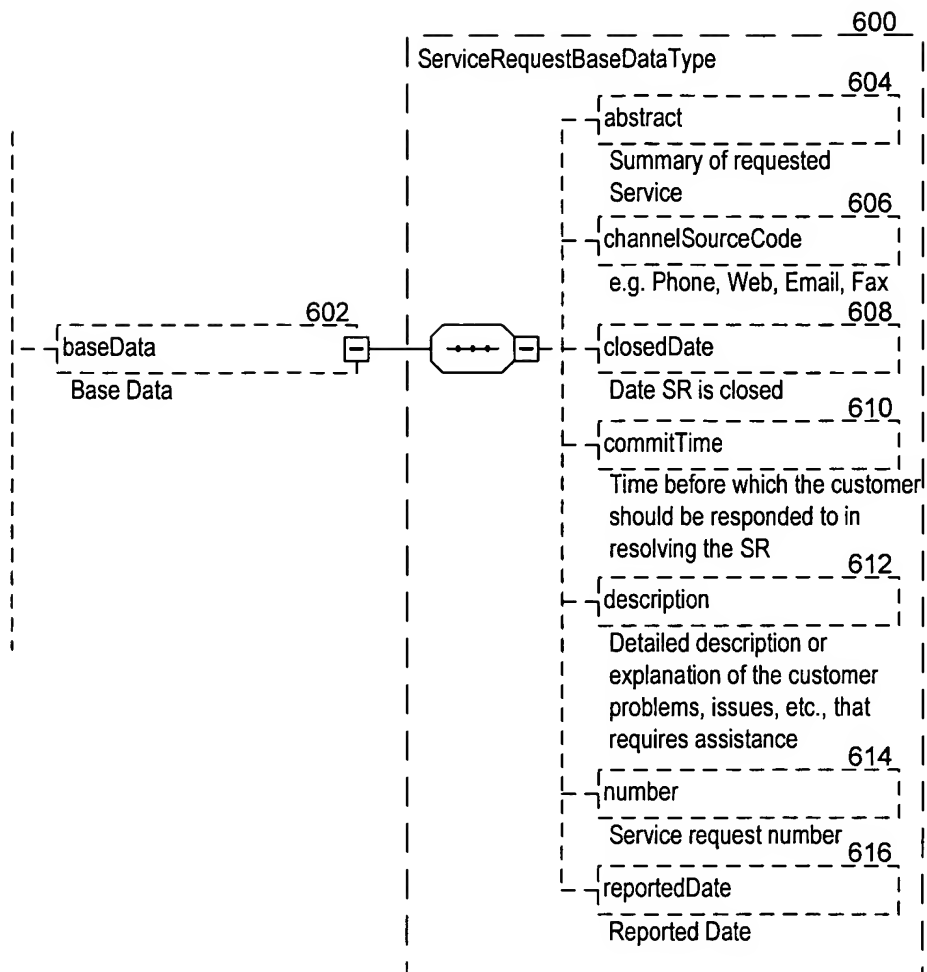 600
ServiceRequestBaseDataType
604
abstract
Summary of requested
Service
606
channelSourceCode
e.g. Phone, Web, Email, Fax
602
baseData
Base Data
608
closedDate
Date SR is closed
610
commitTime
Time before which the customer
should be responded to in
resolving the SR
612
description
Detailed description or
explanation of the customer
problems, issues, etc., that
requires assistance
614
number
Service request number
616
reportedDate
Reported Date